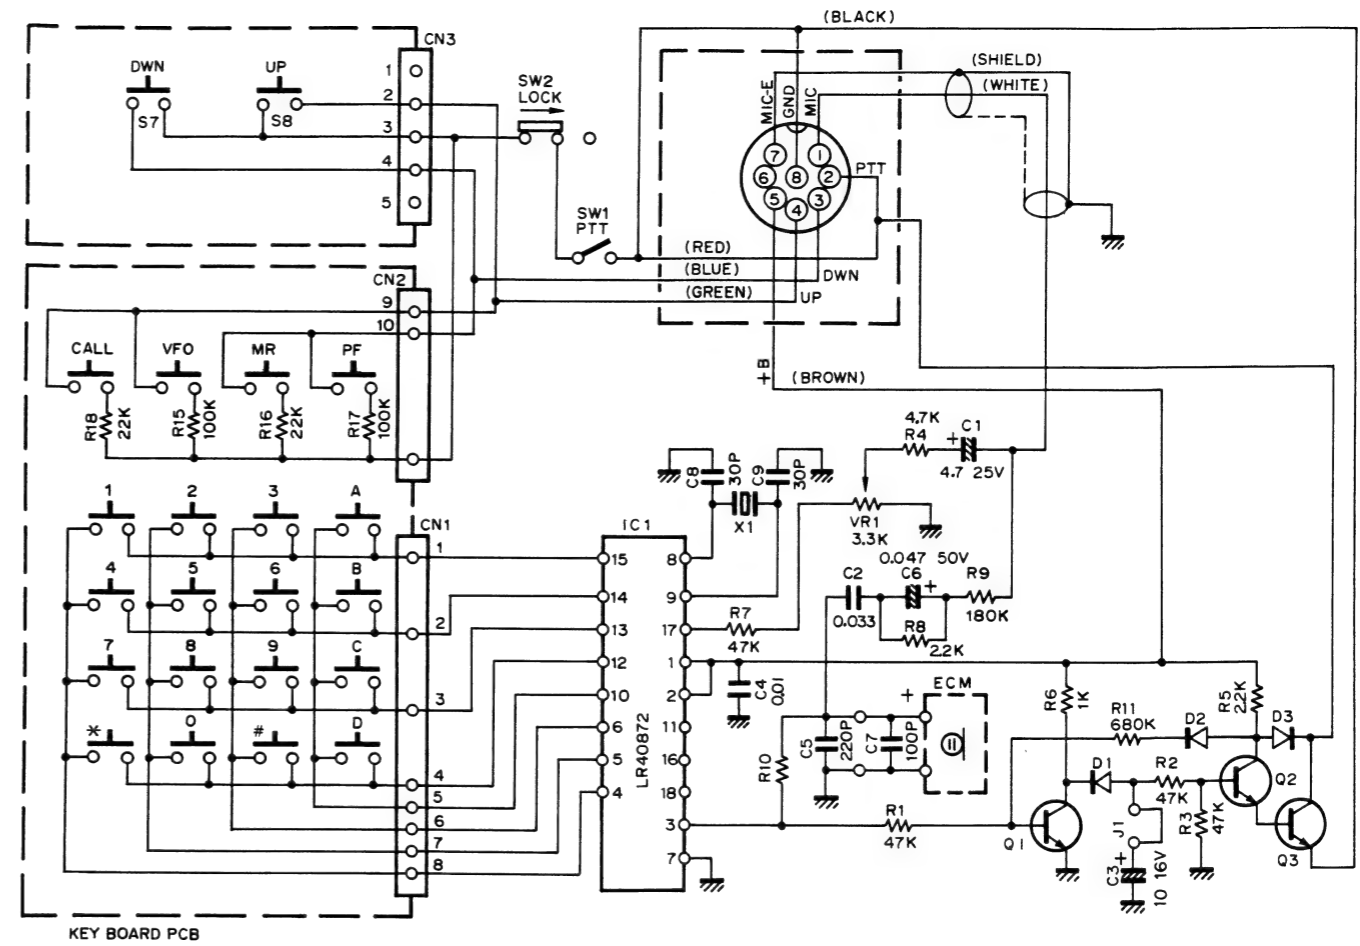 (BLACK)
CN3
DWN
UP
S7
S8
1
2
3
4
5
SW2
LOCK
SW1
PTT
(SHIELD)
(WHITE)
MIC-E
GND
MIC
7
1
6
8
2
5
4
3
PTT
(RED)
(BLUE)
DWN
(GREEN)
UP
+B
(BROWN)
CN2
9
10
CALL
VFO
MR
PF
R18
22K
R15
100K
R16
22K
R17
100K
CN1
1
2
3
A
4
5
6
B
7
8
9
C
*
0
#
D
1
2
3
4
5
6
7
8
KEY BOARD PCB
IC1
LR40872
15
14
13
12
10
6
5
4
8
9
17
1
2
11
16
18
3
7
C8
30P
C9
30P
X1
4.7K
R4
+
C1
4.7 25V
VR1
3.3K
0.047 50V
C2
C6
+
R9
0.033
180K
R8
2.2K
R7
47K
C4
0.01
ECM
+
C5
220P
C7
100P
R10
R1
47K
R6
1K
R11
680K
D2
R5
2.2K
D3
D1
R2
47K
R3
47K
Q1
Q2
Q3
J1
C3
+
10 16V